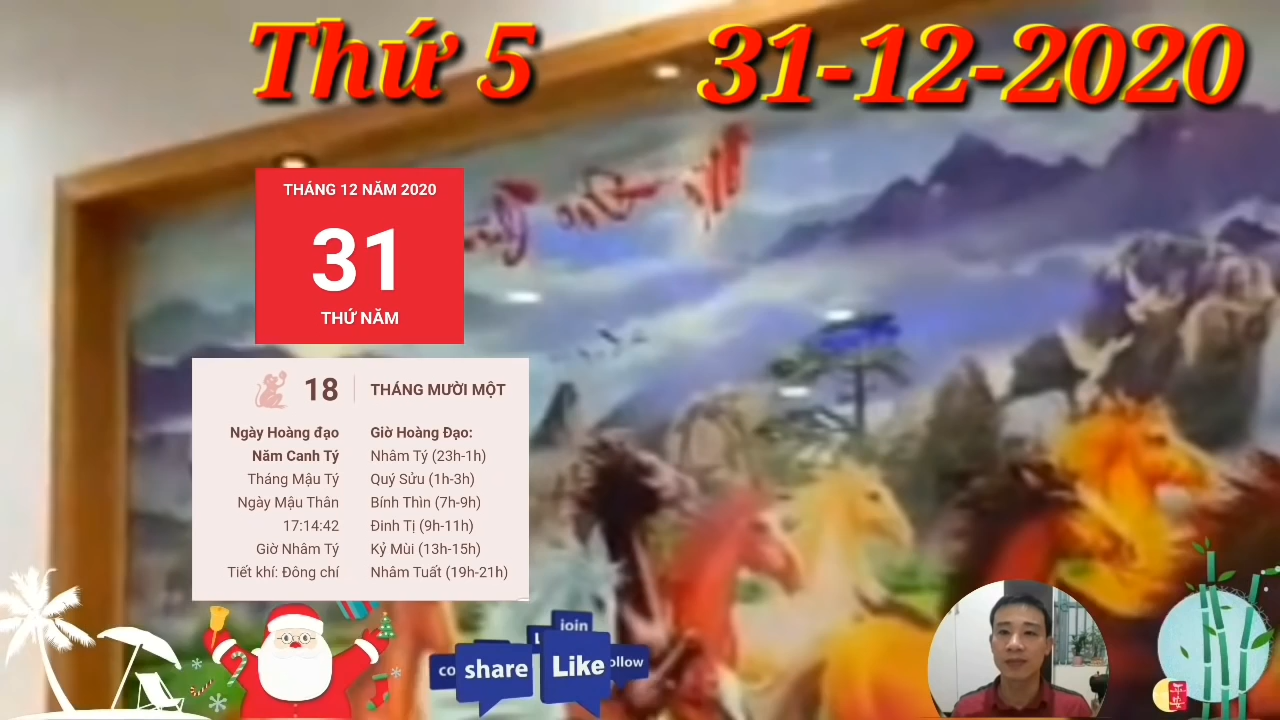 Thứ 5 31-12-2020
THÁNG 12 NĂM 2020
31
THỨ NĂM
18 THÁNG MƯỜI MỘT
Ngày Hoàng đạo
Năm Canh Tý
Tháng Mậu Tý
Ngày Mậu Thân
17:14:42
Giờ Nhâm Tý
Tiết khí: Đông chí
Giờ Hoàng Đạo:
Nhâm Tý (23h-1h)
Quý Sửu (1h-3h)
Bính Thìn (7h-9h)
Đinh Tị (9h-11h)
Kỷ Mùi (13h-15h)
Nhâm Tuất (19h-21h)
join
share Like